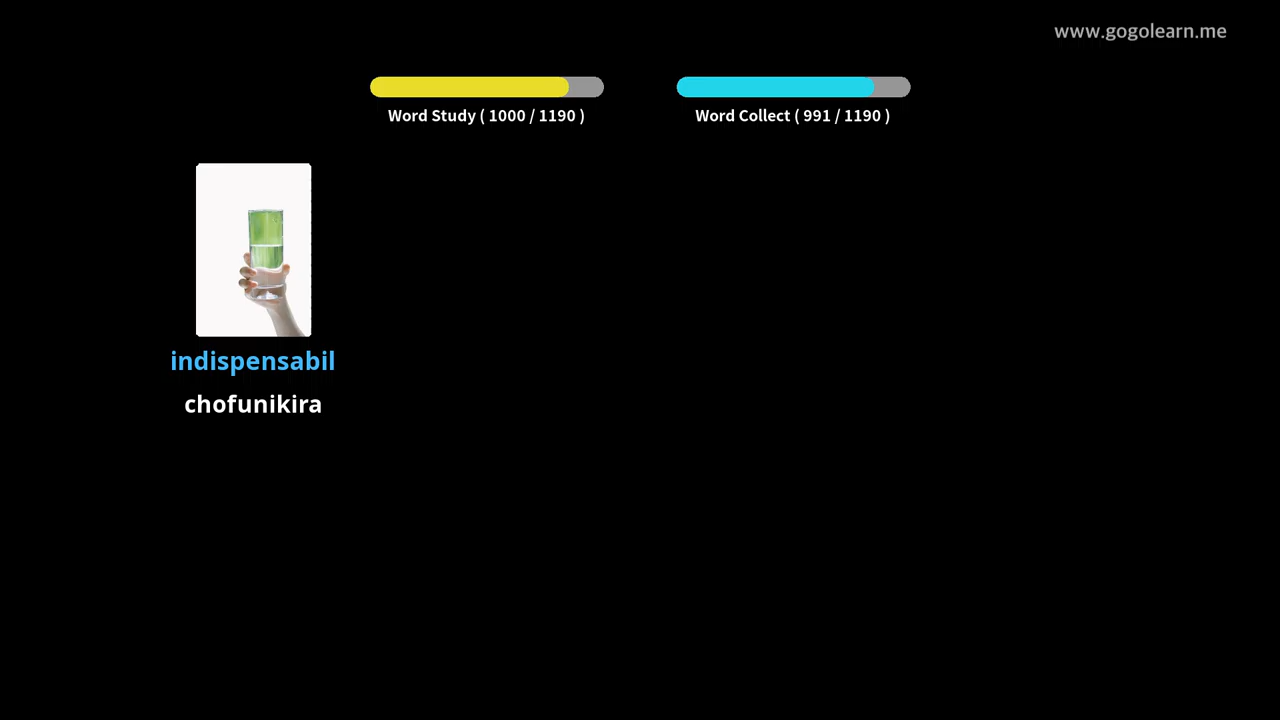 www.gogolearn.me
Word Study ( 1000 / 1190 )
Word Collect ( 991 / 1190 )
indispensabil
chofunikira